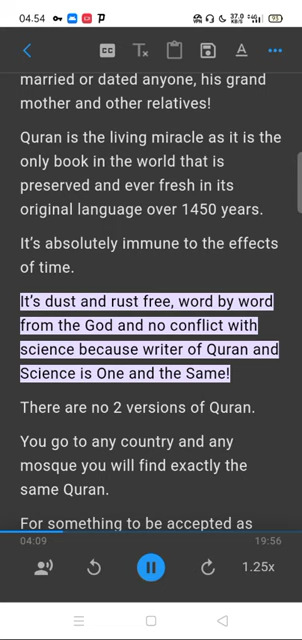 04.54
37.0
KB/S
93
CC
married or dated anyone, his grand
mother and other relatives!
Quran is the living miracle as it is the
only book in the world that is
preserved and ever fresh in its
original language over 1450 years.
It's absolutely immune to the effects
of time.
It's dust and rust free, word by word
from the God and no conflict with
science because writer of Quran and
Science is One and the Same!
There are no 2 versions of Quran.
You go to any country and any
mosque you will find exactly the
same Quran.
For something to be accepted as
04:09
19:56
1.25x